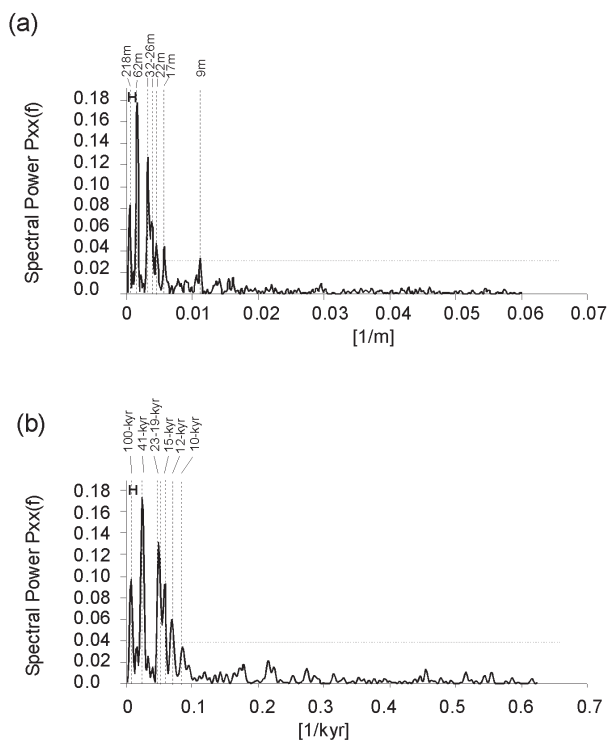 (a)
218m
62m
32-26m
22m
17m
9m
Spectral Power Pxx(f)
0.18
0.16
0.14
0.12
0.10
0.08
0.06
0.04
0.02
0.0
0 0.01 0.02 0.03 0.04 0.05 0.06 0.07
[1/m]
(b)
100-kyr
41-kyr
23-19-kyr
15-kyr
12-kyr
10-kyr
Spectral Power Pxx(f)
0.18
0.16
0.14
0.12
0.10
0.08
0.06
0.04
0.02
0.0
0 0.1 0.2 0.3 0.4 0.5 0.6 0.7
[1/kyr]